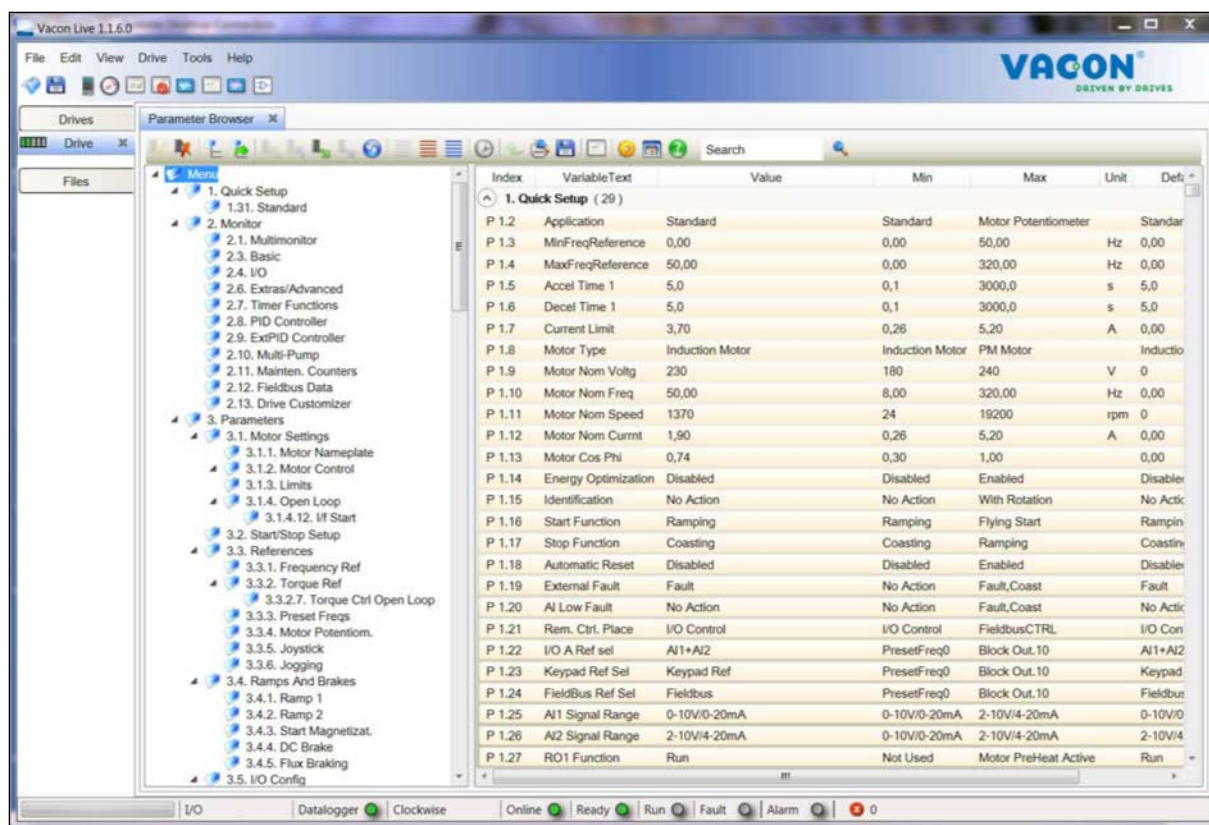 Vacon Live 1.1.6.0
File Edit View Drive Tools Help
VACON®
DRIVEN BY DRIVES
Drives
Drive
Files
Parameter Browser
Search
Menu
1. Quick Setup
1.31. Standard
2. Monitor
2.1. Multimonitor
2.3. Basic
2.4. I/O
2.6. Extras/Advanced
2.7. Timer Functions
2.8. PID Controller
2.9. ExtPID Controller
2.10. Multi-Pump
2.11. Mainten. Counters
2.12. Fieldbus Data
2.13. Drive Customizer
3. Parameters
3.1. Motor Settings
3.1.1. Motor Nameplate
3.1.2. Motor Control
3.1.3. Limits
3.1.4. Open Loop
3.1.4.12. I/f Start
3.2. Start/Stop Setup
3.3. References
3.3.1. Frequency Ref
3.3.2. Torque Ref
3.3.2.7. Torque Ctrl Open Loop
3.3.3. Preset Freqs
3.3.4. Motor Potentiom.
3.3.5. Joystick
3.3.6. Jogging
3.4. Ramps And Brakes
3.4.1. Ramp 1
3.4.2. Ramp 2
3.4.3. Start Magnetizat.
3.4.4. DC Brake
3.4.5. Flux Braking
3.5. I/O Config
Index VariableText Value Min Max Unit Defa
1. Quick Setup (29)
P 1.2 Application Standard Standard Motor Potentiometer Standar
P 1.3 MinFreqReference 0,00 0,00 50,00 Hz 0,00
P 1.4 MaxFreqReference 50,00 0,00 320,00 Hz 0,00
P 1.5 Accel Time 1 5,0 0,1 3000,0 s 5,0
P 1.6 Decel Time 1 5,0 0,1 3000,0 s 5,0
P 1.7 Current Limit 3,70 0,26 5,20 A 0,00
P 1.8 Motor Type Induction Motor Induction Motor PM Motor Inductio
P 1.9 Motor Nom Voltg 230 180 240 V 0
P 1.10 Motor Nom Freq 50,00 8,00 320,00 Hz 0,00
P 1.11 Motor Nom Speed 1370 24 19200 rpm 0
P 1.12 Motor Nom Currnt 1,90 0,26 5,20 A 0,00
P 1.13 Motor Cos Phi 0,74 0,30 1,00 0,00
P 1.14 Energy Optimization Disabled Disabled Enabled Disable
P 1.15 Identification No Action No Action With Rotation No Actic
P 1.16 Start Function Ramping Ramping Flying Start Rampin
P 1.17 Stop Function Coasting Coasting Ramping Coastin
P 1.18 Automatic Reset Disabled Disabled Enabled Disable
P 1.19 External Fault Fault No Action Fault,Coast Fault
P 1.20 AI Low Fault No Action No Action Fault,Coast No Actic
P 1.21 Rem. Ctrl. Place I/O Control I/O Control FieldbusCTRL I/O Con
P 1.22 I/O A Ref sel AI1+AI2 PresetFreq0 Block Out.10 AI1+AI2
P 1.23 Keypad Ref Sel Keypad Ref PresetFreq0 Block Out.10 Keypad
P 1.24 FieldBus Ref Sel Fieldbus PresetFreq0 Block Out.10 Fieldbus
P 1.25 AI1 Signal Range 0-10V/0-20mA 0-10V/0-20mA 2-10V/4-20mA 0-10V/0
P 1.26 AI2 Signal Range 2-10V/4-20mA 0-10V/0-20mA 2-10V/4-20mA 2-10V/4
P 1.27 RO1 Function Run Not Used Motor PreHeat Active Run
I/O Datalogger Clockwise Online Ready Run Fault Alarm 0